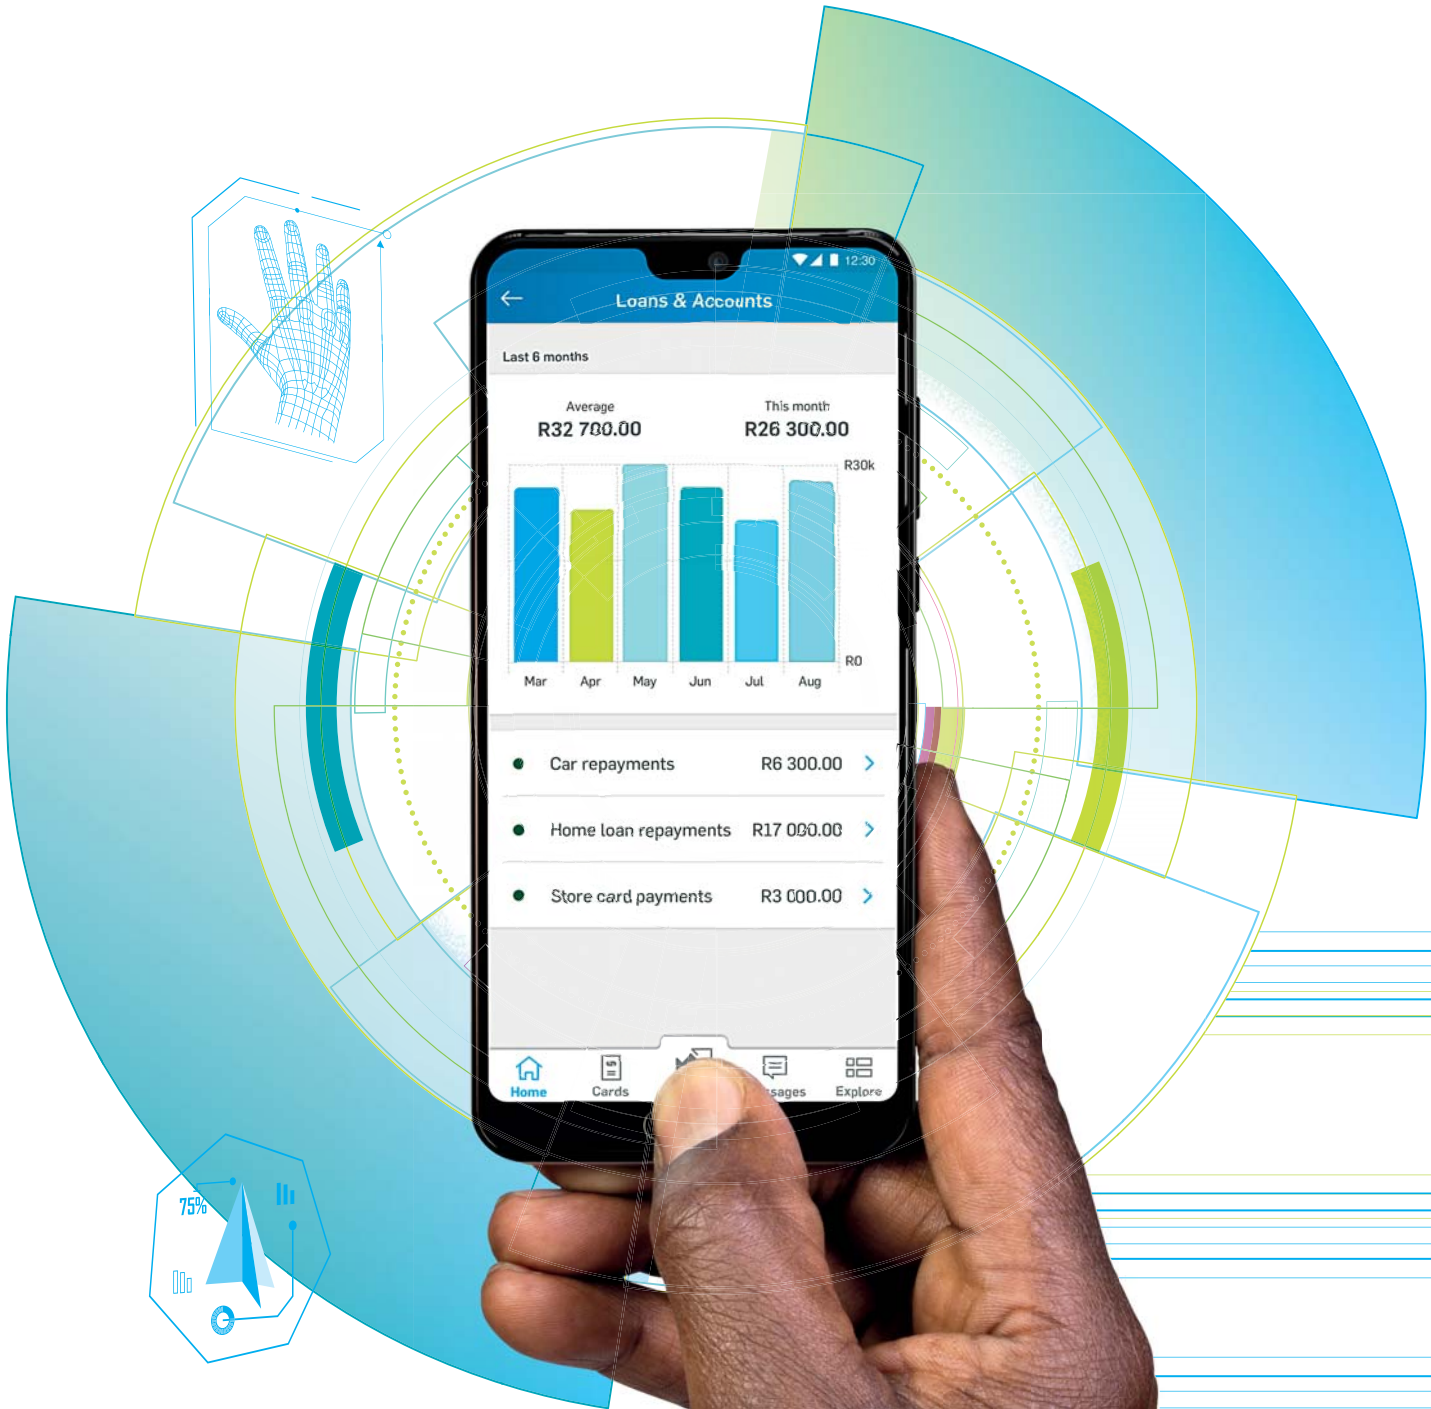 12:30
Loans & Accounts
Last 6 months
Average This month
R32 700.00 R26 300.00
R30k
R0
Mar Apr May Jun Jul Aug
Car repayments R6 300.00
Home loan repayments R17 000.00
Store card payments R3 000.00
Home Cards Explore
75%